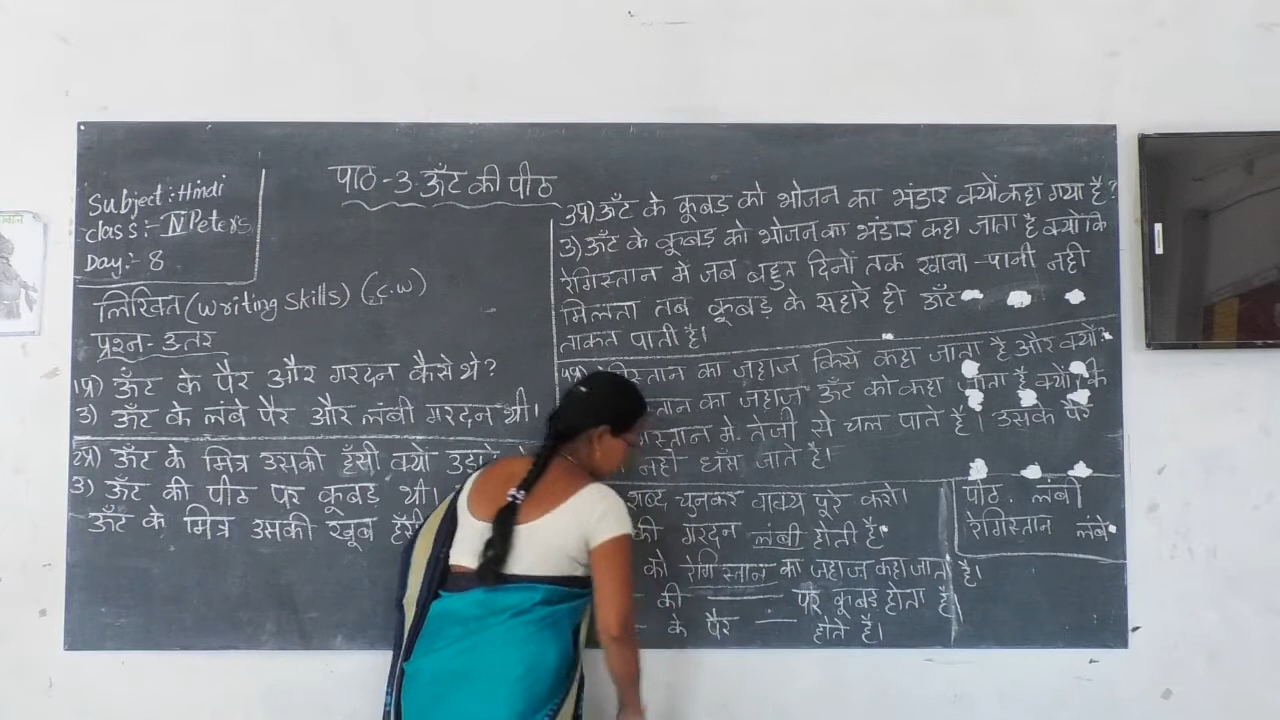 Subject:-Hindi
class:- IV Peters
Day:- 8
पाठ-3 ऊँट की पीठ
लिखित (writing skills) (c.w)
प्रश्न-उत्तर
1प्र) ऊँट के पैर और गरदन कैसे थे?
उ) ऊँट के लंबे पैर और लंबी गरदन थी।
2प्र) ऊँट के मित्र उसकी हँसी क्यों उड़ाते
उ) ऊँट की पीठ पर कूबड़ थी।
ऊँट के मित्र उसकी खूब हँसी
3प्र) ऊँट के कूबड़ को भोजन का भंडार क्यों कहा गया है?
उ) ऊँट के कूबड़ को भोजन का भंडार कहा जाता है क्योंकि
रेगिस्तान में जब बहुत दिनों तक खाना-पानी नही
मिलता तब कूबड़ के सहारे ही ऊँट
ताकत पाती है।
4प्र) का जहाज किसे कहा जाता है और क्यों?
का जहाज ऊँट को कहा जाता है क्योंकि
में तेजी से चल पाते हैं। उसके पैर
नही धँस जाते है।
शब्द चुनकर वाक्य पूरे करो।
की गरदन लंबी होती है
को रेगिस्तान का जहाज कहा जाता है।
की ——— पर कूबड़ होता है
के पैर —— होते हैं।
पीठ. लंबी
रेगिस्तान लंबे